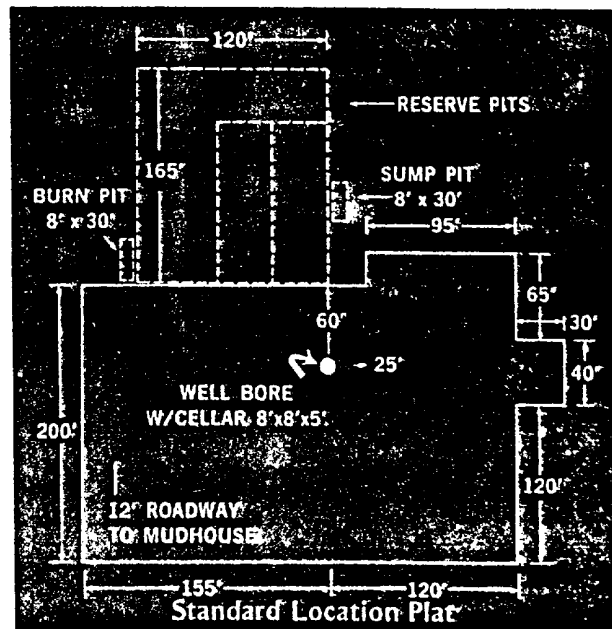 120'
RESERVE PITS
165'
SUMP PIT
8' x 30'
BURN PIT
8' x 30'
95'
65'
30'
60'
40'
25'
WELL BORE
W/CELLAR 8'x8'x5'
200'
120'
12' ROADWAY
TO MUDHOUSE
155'
120'
Standard Location Plat